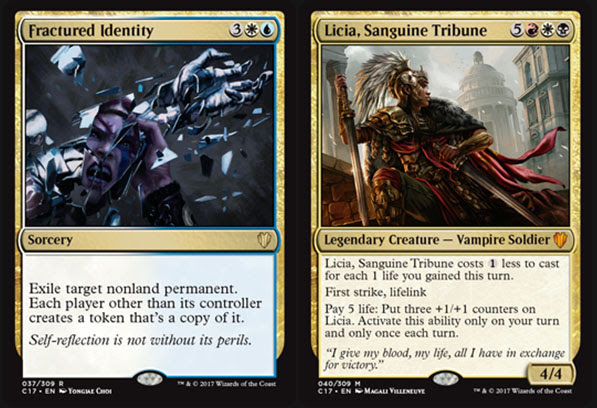 Fractured Identity 3
Sorcery
Exile target nonland permanent.
Each player other than its controller
creates a token that's a copy of it.
Self-reflection is not without its perils.
037/309 R
C17 • EN YONGJAE CHOI
™ & © 2017 Wizards of the Coast
Licia, Sanguine Tribune 5
Legendary Creature — Vampire Soldier
Licia, Sanguine Tribune costs 1 less to cast
for each 1 life you gained this turn.
First strike, lifelink
Pay 5 life: Put three +1/+1 counters on
Licia. Activate this ability only on your turn
and only once each turn.
"I give my blood, my life, all I have in exchange
for victory."
4/4
040/309 M
C17 • EN MAGALI VILLENEUVE
™ & © 2017 Wizards of the Coast